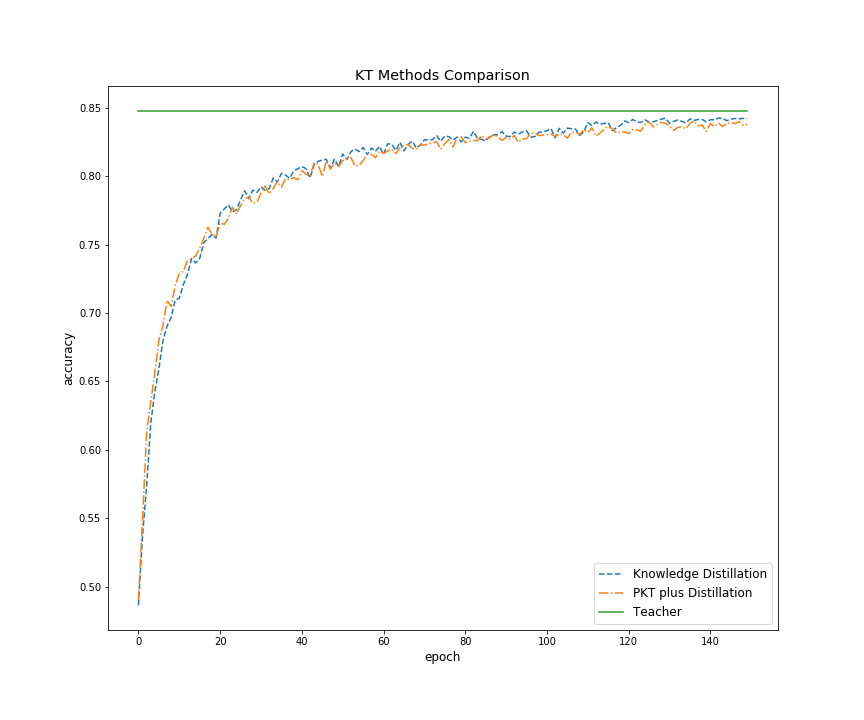 KT Methods Comparison
0.85
0.80
0.75
0.70
0.65
0.60
0.55
0.50
accuracy
Knowledge Distillation
PKT plus Distillation
Teacher
0 20 40 60 80 100 120 140
epoch